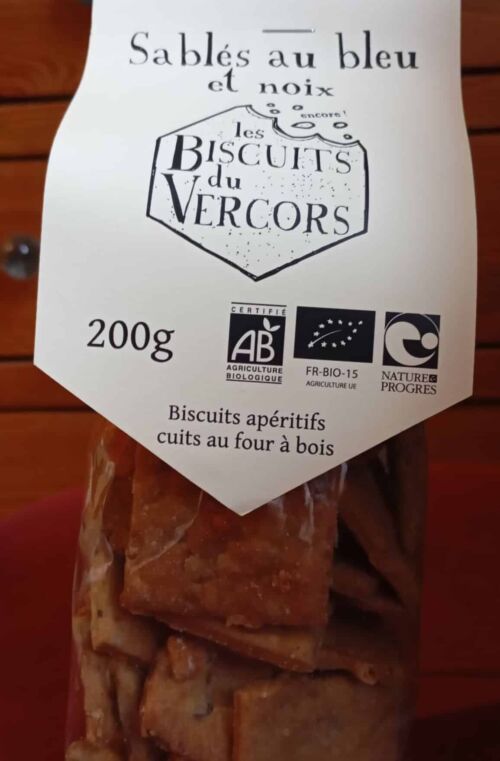 Sablés au bleu
et noix
encore!
les
BISCUITS
du
VERCORS
200g
CERTIFIÉ
AB
AGRICULTURE
BIOLOGIQUE
FR-BIO-15
AGRICULTURE UE
NATURE&
PROGRES
Biscuits apéritifs
cuits au four à bois